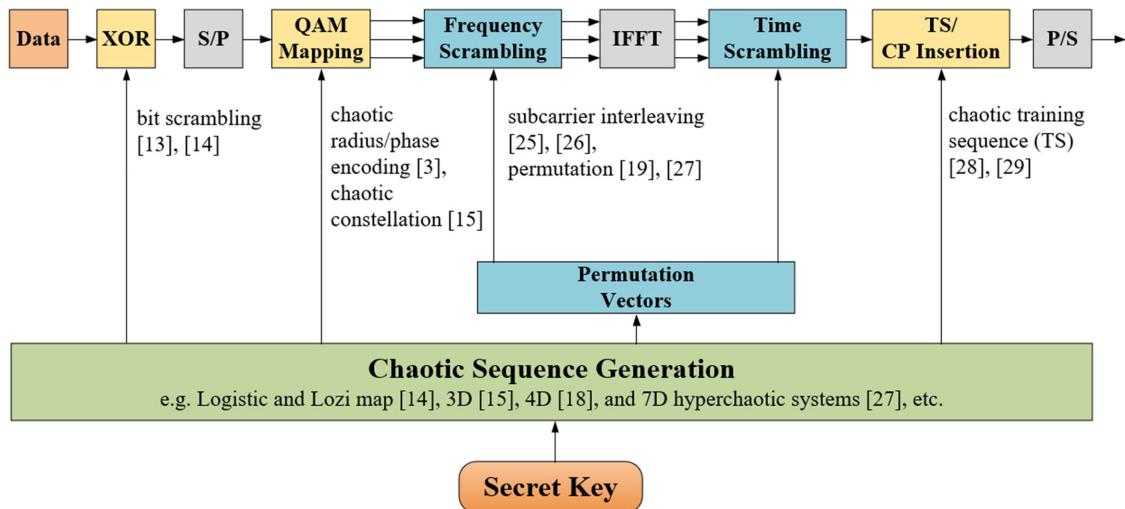 Data
XOR
S/P
QAM
Mapping
Frequency
Scrambling
IFFT
Time
Scrambling
TS/
CP Insertion
P/S
bit scrambling
[13], [14]
chaotic
radius/phase
encoding [3],
chaotic
constellation [15]
subcarrier interleaving
[25], [26],
permutation [19], [27]
chaotic training
sequence (TS)
[28], [29]
Permutation
Vectors
Chaotic Sequence Generation
e.g. Logistic and Lozi map [14], 3D [15], 4D [18], and 7D hyperchaotic systems [27], etc.
Secret Key